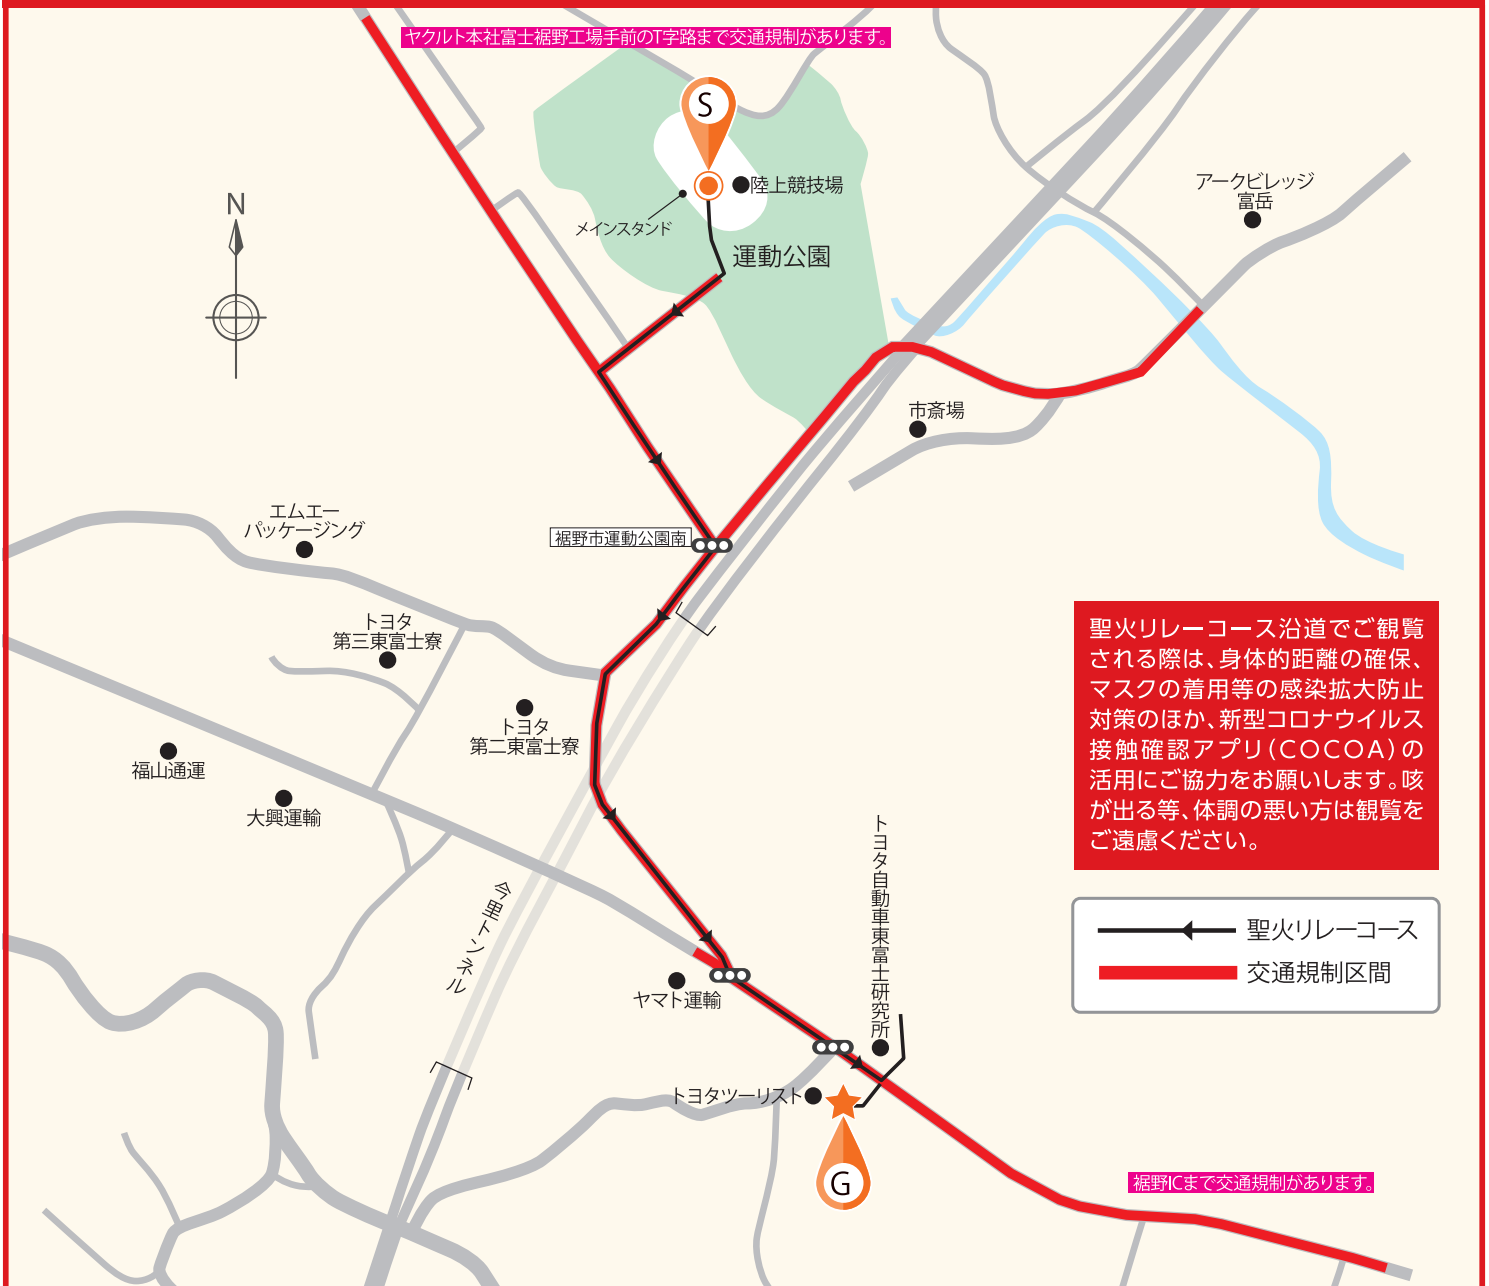 ヤクルト本社富士裾野工場手前のT字路まで交通規制があります。
S
陸上競技場
メインスタンド
運動公園
N
アークビレッジ
富岳
市斎場
エムエー
パッケージング
裾野市運動公園南
トヨタ
第三東富士寮
トヨタ
第二東富士寮
福山通運
大興運輸
今里トンネル
ヤマト運輸
トヨタ自動車東富士研究所
トヨタツーリスト
G
聖火リレーコース沿道でご観覧
される際は、身体的距離の確保、
マスクの着用等の感染拡大防止
対策のほか、新型コロナウイルス
接触確認アプリ(COCOA)の
活用にご協力をお願いします。咳
が出る等、体調の悪い方は観覧を
ご遠慮ください。
聖火リレーコース
交通規制区間
裾野ICまで交通規制があります。